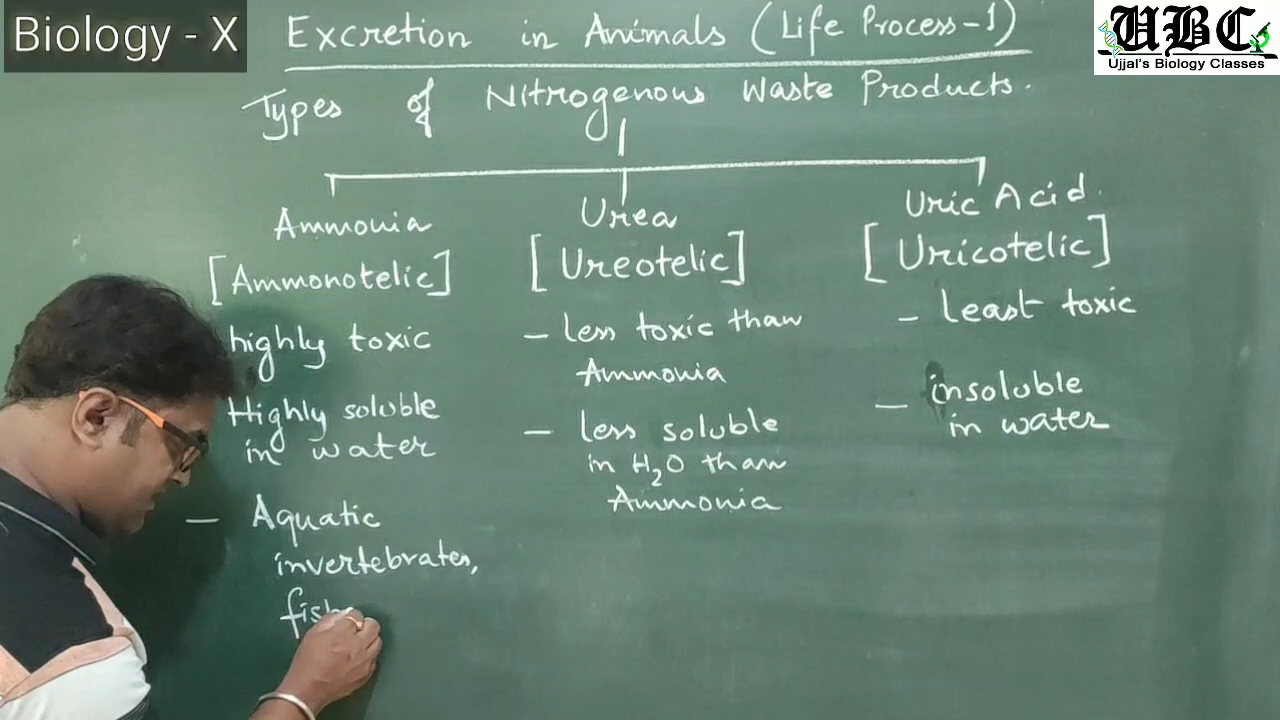 Biology - X
UBC
Ujjal's Biology Classes
Excretion in Animals (Life Process-1)
Types of Nitrogenous Waste Products.
Ammonia
[Ammonotelic]
highly toxic
Highly soluble
in water
— Aquatic
invertebrates,
fish
Urea
[Ureotelic]
— less toxic than
Ammonia
— less soluble
in H₂O than
Ammonia
Uric Acid.
[Uricotelic]
— Least toxic
— insoluble
in water